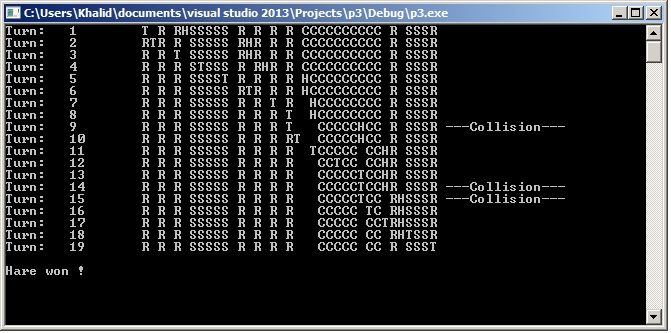 C:\Users\Khalid\documents\visual studio 2013\Projects\p3\Debug\p3.exe
Turn:   1        T R RHSSSSS R R R R CCCCCCCCCC R SSSR
Turn:   2        RTR R SSSSS RHR R R CCCCCCCCCC R SSSR
Turn:   3        R R T SSSSS RHR R R CCCCCCCCCC R SSSR
Turn:   4        R R R STSSS R RHR R CCCCCCCCCC R SSSR
Turn:   5        R R R SSSST R R R R HCCCCCCCCC R SSSR
Turn:   6        R R R SSSSS RTR R R HCCCCCCCCC R SSSR
Turn:   7        R R R SSSSS R R T R  HCCCCCCCC R SSSR
Turn:   8        R R R SSSSS R R R T  HCCCCCCCC R SSSR
Turn:   9        R R R SSSSS R R R T   CCCCCHCC R SSSR ---Collision---
Turn:   10       R R R SSSSS R R R RT  CCCCCHCC R SSSR
Turn:   11       R R R SSSSS R R R R  TCCCCC CCHR SSSR
Turn:   12       R R R SSSSS R R R R   CCTCC CCHR SSSR
Turn:   13       R R R SSSSS R R R R   CCCCCTCCHR SSSR
Turn:   14       R R R SSSSS R R R R   CCCCCTCCHR SSSR ---Collision---
Turn:   15       R R R SSSSS R R R R   CCCCCTCC RHSSSR ---Collision---
Turn:   16       R R R SSSSS R R R R   CCCCC TC RHSSSR
Turn:   17       R R R SSSSS R R R R   CCCCC CCTRHSSSR
Turn:   18       R R R SSSSS R R R R   CCCCC CC RHTSSR
Turn:   19       R R R SSSSS R R R R   CCCCC CC R SSST
Hare won !